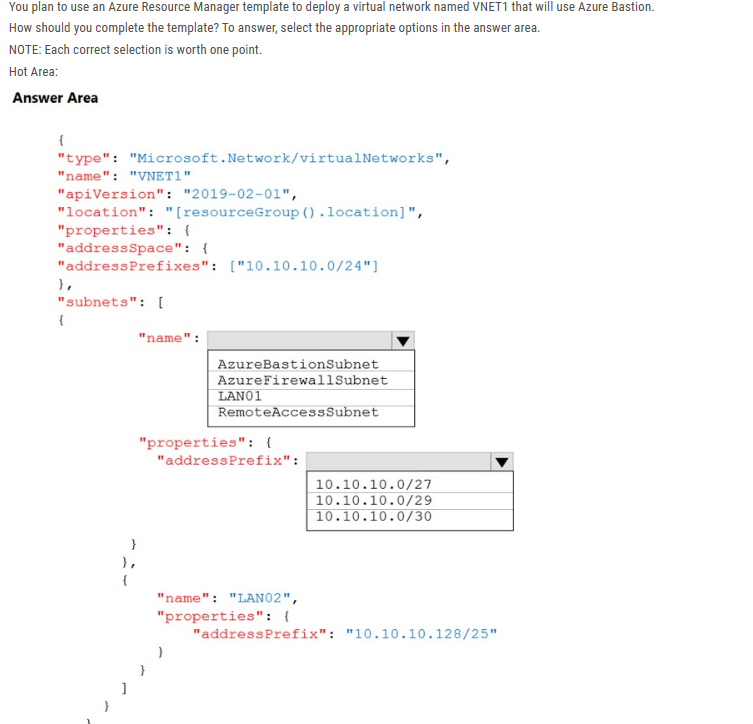 You plan to use an Azure Resource Manager template to deploy a virtual network named VNET1 that will use Azure Bastion.
How should you complete the template? To answer, select the appropriate options in the answer area.
NOTE: Each correct selection is worth one point.
Hot Area:
Answer Area
{
"type": "Microsoft.Network/virtualNetworks",
"name": "VNET1"
"apiVersion": "2019-02-01",
"location": "[resourceGroup().location]",
"properties": {
"addressSpace": {
"addressPrefixes": ["10.10.10.0/24"]
},
"subnets": [
{
"name":
AzureBastionSubnet
AzureFirewallSubnet
LAN01
RemoteAccessSubnet
"properties": {
"addressPrefix":
10.10.10.0/27
10.10.10.0/29
10.10.10.0/30
}
},
{
"name": "LAN02",
"properties": {
"addressPrefix": "10.10.10.128/25"
}
}
]
}